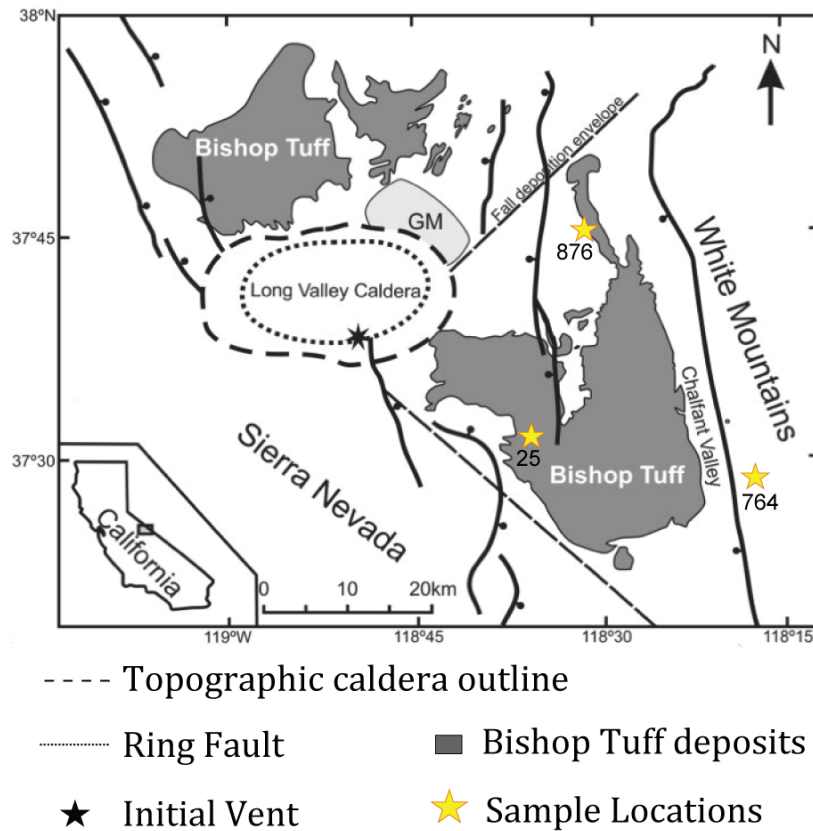 38ºN
N
Bishop Tuff
Fall deposition envelope
GM
37º45
876
White Mountains
Long Valley Caldera
Chalfant Valley
Sierra Nevada
37º30
25
Bishop Tuff
764
California
0 10 20km
119ºW 118º45 118º30 118º15
Topographic caldera outline
Ring Fault
Bishop Tuff deposits
Initial Vent
Sample Locations